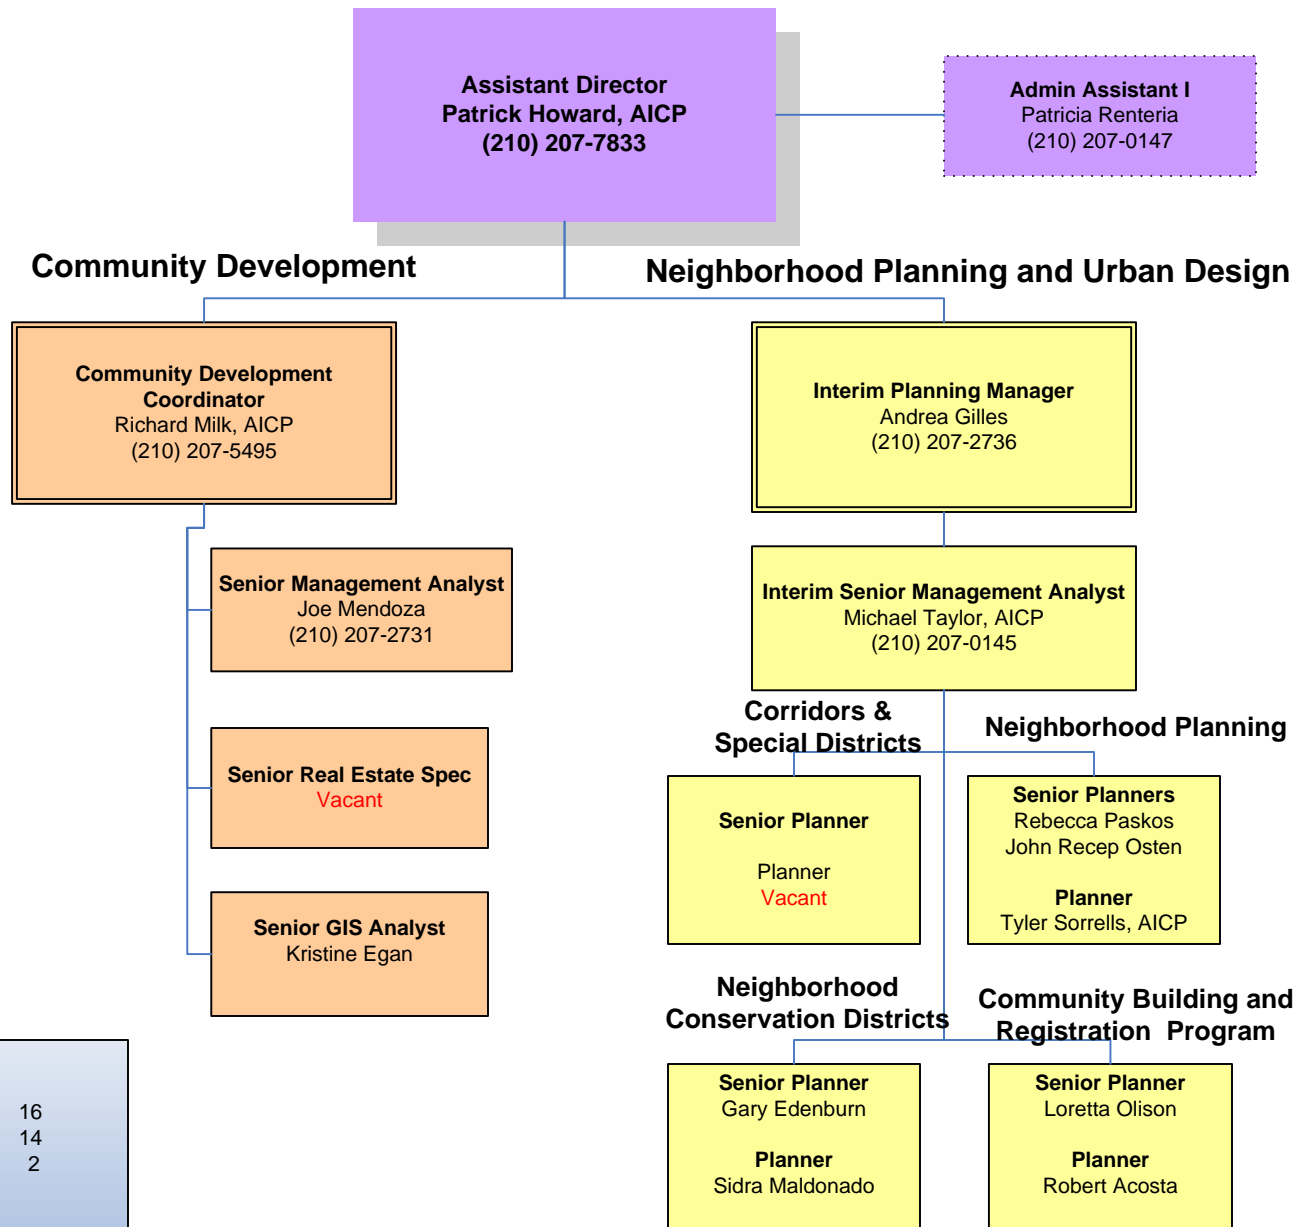 Assistant Director
Patrick Howard, AICP
(210) 207-7833
Admin Assistant I
Patricia Renteria
(210) 207-0147
Community Development
Neighborhood Planning and Urban Design
Community Development
Coordinator
Richard Milk, AICP
(210) 207-5495
Interim Planning Manager
Andrea Gilles
(210) 207-2736
Senior Management Analyst
Joe Mendoza
(210) 207-2731
Interim Senior Management Analyst
Michael Taylor, AICP
(210) 207-0145
Senior Real Estate Spec
Vacant
Senior GIS Analyst
Kristine Egan
Corridors &
Special Districts
Neighborhood Planning
Senior Planner
Planner
Vacant
Senior Planners
Rebecca Paskos
John Recep Osten
Planner
Tyler Sorrells, AICP
Neighborhood
Conservation Districts
Community Building and
Registration Program
Senior Planner
Gary Edenburn
Planner
Sidra Maldonado
Senior Planner
Loretta Olison
Planner
Robert Acosta
16
14
2